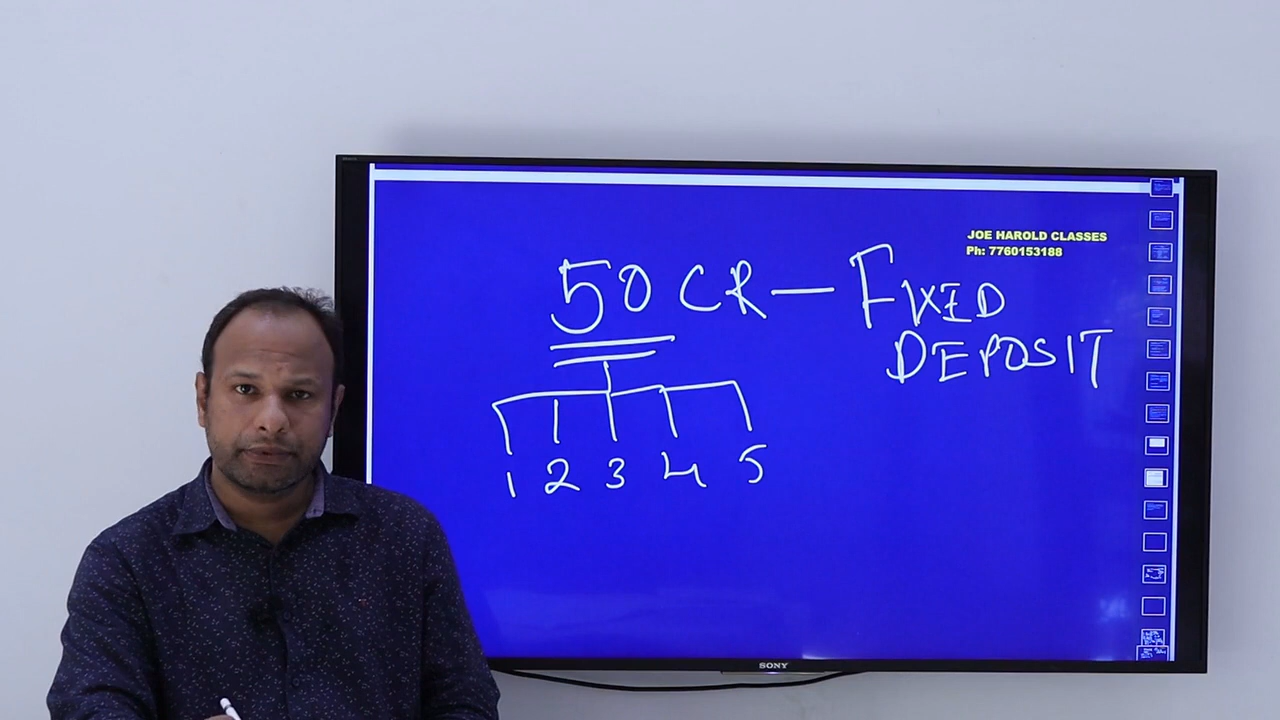 JOE HAROLD CLASSES
Ph: 7760153188
50 CR — FIXED
DEPOSIT
1 2 3 4 5
SONY